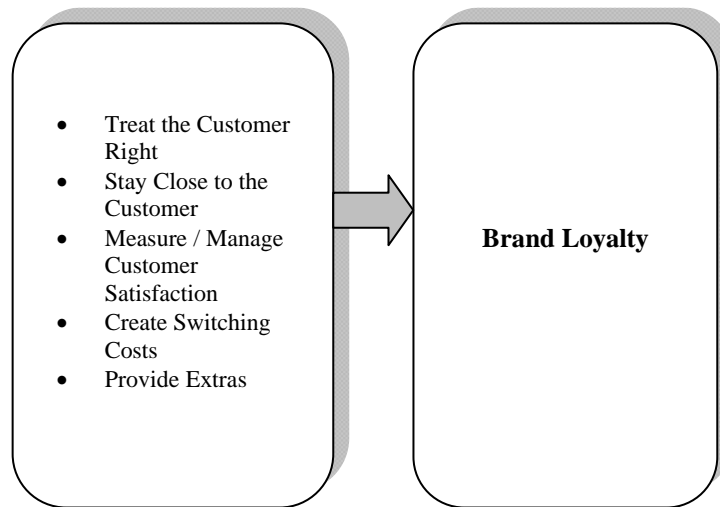 • Treat the Customer
Right
• Stay Close to the
Customer
• Measure / Manage
Customer
Satisfaction
• Create Switching
Costs
• Provide Extras
Brand Loyalty